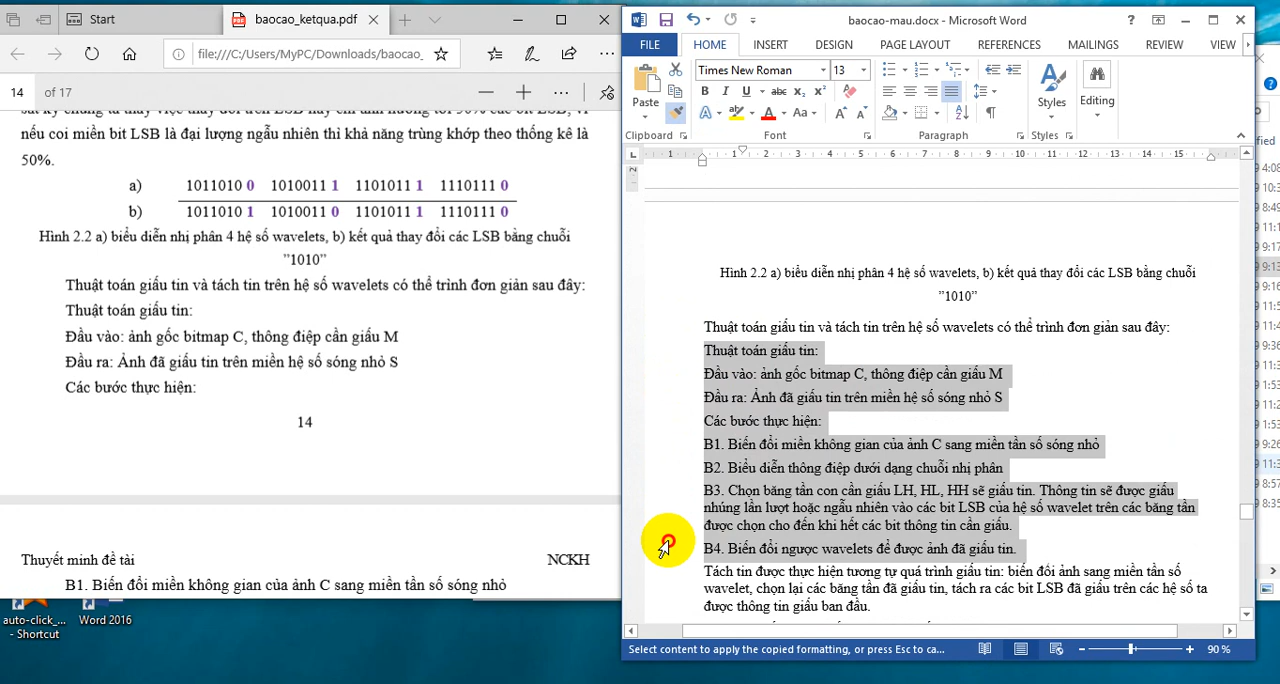 Start
baocao_ketqua.pdf
file:///C:/Users/MyPC/Downloads/baocao_
14 of 17
nếu coi miền bit LSB là đại lượng ngẫu nhiên thì khả năng trùng khớp theo thống kê là
50%.
a) 1011010 0 1010011 1 1101011 1 1110111 0
b) 1011010 1 1010011 0 1101011 1 1110111 0
Hình 2.2 a) biểu diễn nhị phân 4 hệ số wavelets, b) kết quả thay đổi các LSB bằng chuỗi
”1010”
Thuật toán giấu tin và tách tin trên hệ số wavelets có thể trình đơn giản sau đây:
Thuật toán giấu tin:
Đầu vào: ảnh gốc bitmap C, thông điệp cần giấu M
Đầu ra: Ảnh đã giấu tin trên miền hệ số sóng nhỏ S
Các bước thực hiện:
14
Thuyết minh đề tài NCKH
B1. Biến đổi miền không gian của ảnh C sang miền tần số sóng nhỏ
auto-click_...
- Shortcut
Word 2016
baocao-mau.docx - Microsoft Word
FILE HOME INSERT DESIGN PAGE LAYOUT REFERENCES MAILINGS REVIEW VIEW
Times New Roman 13
Paste Styles Editing
Clipboard Font Paragraph Styles
Hình 2.2 a) biểu diễn nhị phân 4 hệ số wavelets, b) kết quả thay đổi các LSB bằng chuỗi
”1010”
Thuật toán giấu tin và tách tin trên hệ số wavelets có thể trình đơn giản sau đây:
Thuật toán giấu tin:
Đầu vào: ảnh gốc bitmap C, thông điệp cần giấu M
Đầu ra: Ảnh đã giấu tin trên miền hệ số sóng nhỏ S
Các bước thực hiện:
B1. Biến đổi miền không gian của ảnh C sang miền tần số sóng nhỏ
B2. Biểu diễn thông điệp dưới dạng chuỗi nhị phân
B3. Chọn băng tần con cần giấu LH, HL, HH sẽ giấu tin. Thông tin sẽ được giấu
nhúng lần lượt hoặc ngẫu nhiên vào các bit LSB của hệ số wavelet trên các băng tần
được chọn cho đến khi hết các bit thông tin cần giấu.
B4. Biến đổi ngược wavelets để được ảnh đã giấu tin.
Tách tin được thực hiện tương tự quá trình giấu tin: biến đổi ảnh sang miền tần số
wavelet, chọn lại các băng tần đã giấu tin, tách ra các bit LSB đã giấu trên các hệ số ta
được thông tin giấu ban đầu.
Select content to apply the copied formatting, or press Esc to ca... 90 %